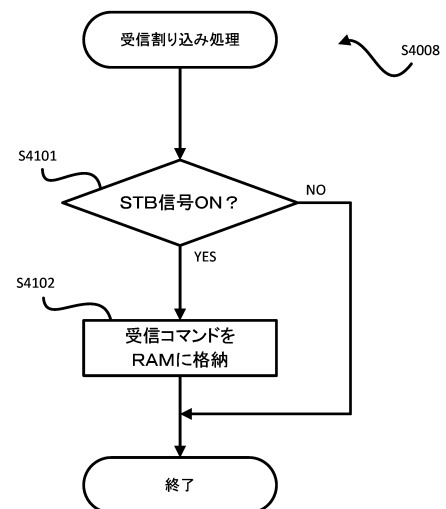 受信割り込み処理
S4008
S4101
STB信号ON？
NO
YES
S4102
受信コマンドを
RAMに格納
終了